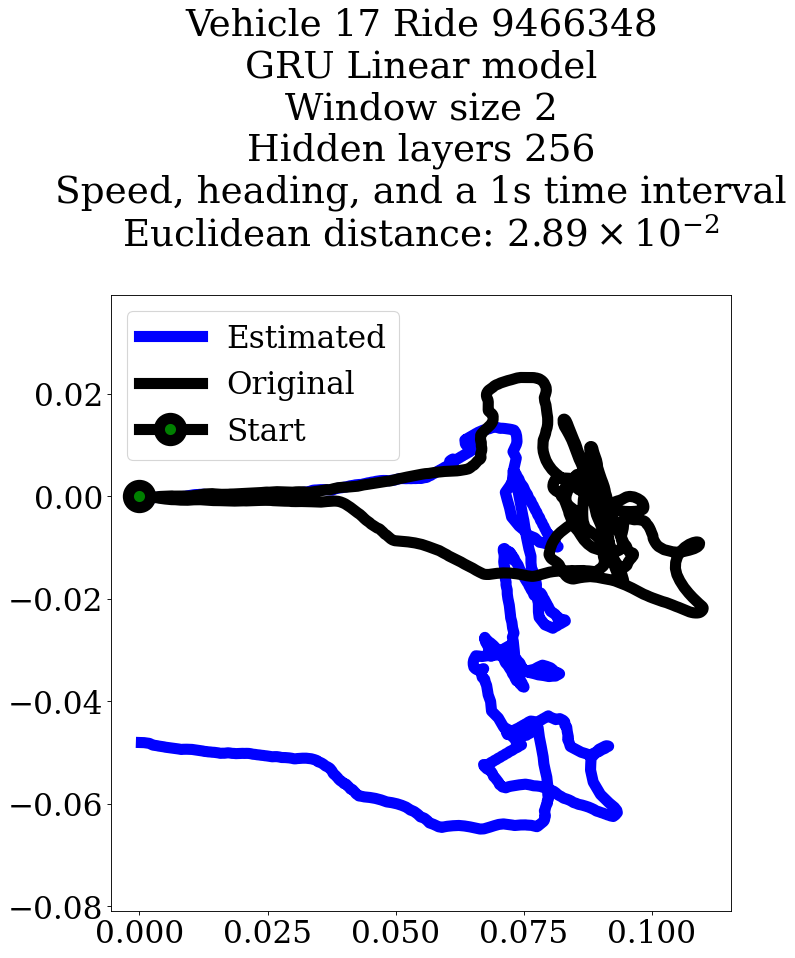 Vehicle 17 Ride 9466348
GRU Linear model
Window size 2
Hidden layers 256
Speed, heading, and a 1s time interval
Euclidean distance: 2.89 × 10⁻²
Estimated
Original
Start
0.02
0.00
−0.02
−0.04
−0.06
−0.08
0.000 0.025 0.050 0.075 0.100